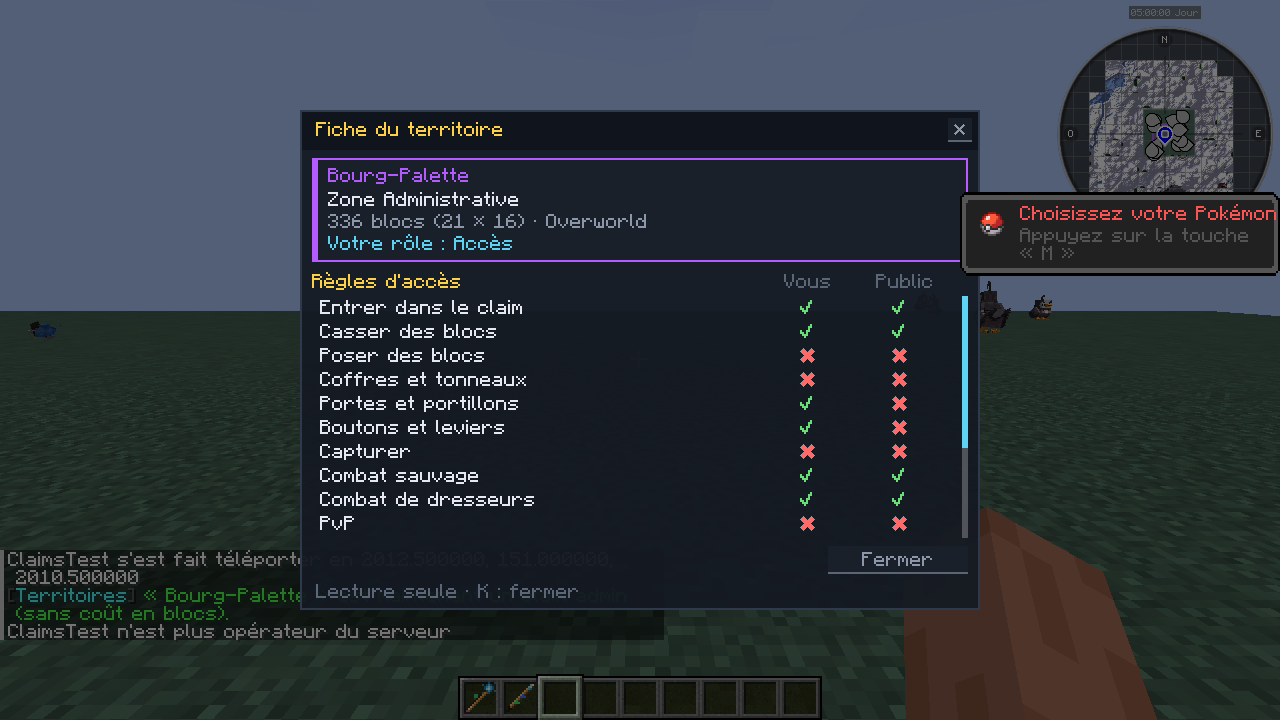 05:00:00 Jour
N
O
E
Fiche du territoire
Bourg-Palette
Zone Administrative
336 blocs (21 × 16) · Overworld
Votre rôle : Accès
Choisissez votre Pokémon
Appuyez sur la touche
« M »
Règles d'accès Vous Public
Entrer dans le claim
Casser des blocs
Poser des blocs
Coffres et tonneaux
Portes et portillons
Boutons et leviers
Capturer
Combat sauvage
Combat de dresseurs
PvP
Fermer
Lecture seule · K : fermer
ClaimsTest s'est fait téléporter en 2012.500000, 151.000000,
2010.500000
[Territoires] « Bourg-Palette admin
(sans coût en blocs).
ClaimsTest n'est plus opérateur du serveur